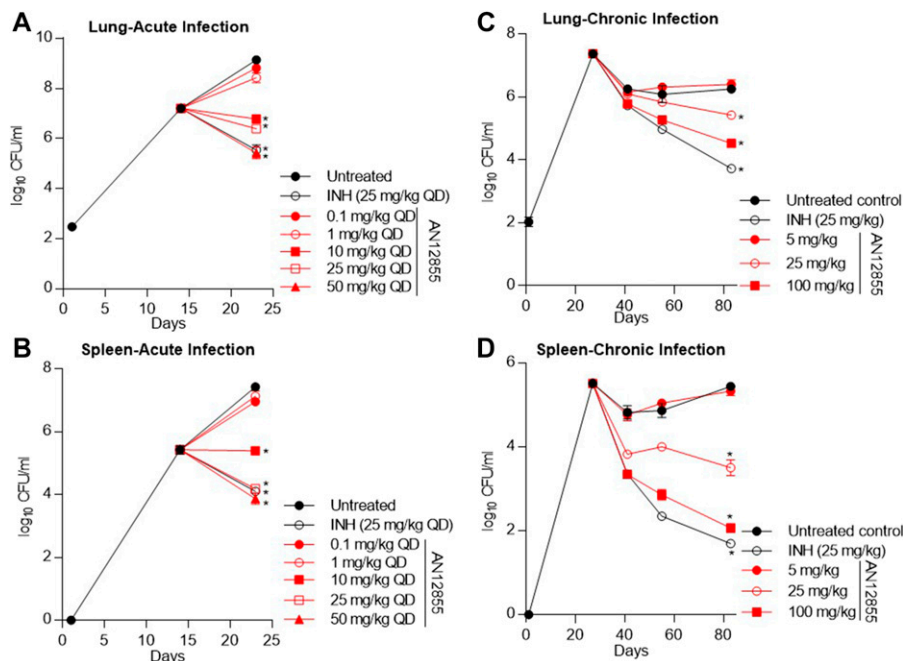 A
Lung-Acute Infection
10
8
6
4
2
0
log10 CFU/ml
0
5
10
15
20
25
Days
*
*
*
*
Untreated
INH (25 mg/kg QD)
0.1 mg/kg QD
1 mg/kg QD
10 mg/kg QD
25 mg/kg QD
50 mg/kg QD
AN12855
C
Lung-Chronic Infection
8
6
4
2
0
log10 CFU/ml
0
20
40
60
80
Days
*
*
*
Untreated control
INH (25 mg/kg)
5 mg/kg
25 mg/kg
100 mg/kg
AN12855
B
Spleen-Acute Infection
8
6
4
2
0
log10 CFU/ml
0
5
10
15
20
25
Days
*
*
*
*
Untreated
INH (25 mg/kg QD)
0.1 mg/kg QD
1 mg/kg QD
10 mg/kg QD
25 mg/kg QD
50 mg/kg QD
AN12855
D
Spleen-Chronic Infection
6
4
2
0
log10 CFU/ml
0
20
40
60
80
Days
*
*
*
Untreated control
INH (25 mg/kg)
5 mg/kg
25 mg/kg
100 mg/kg
AN12855